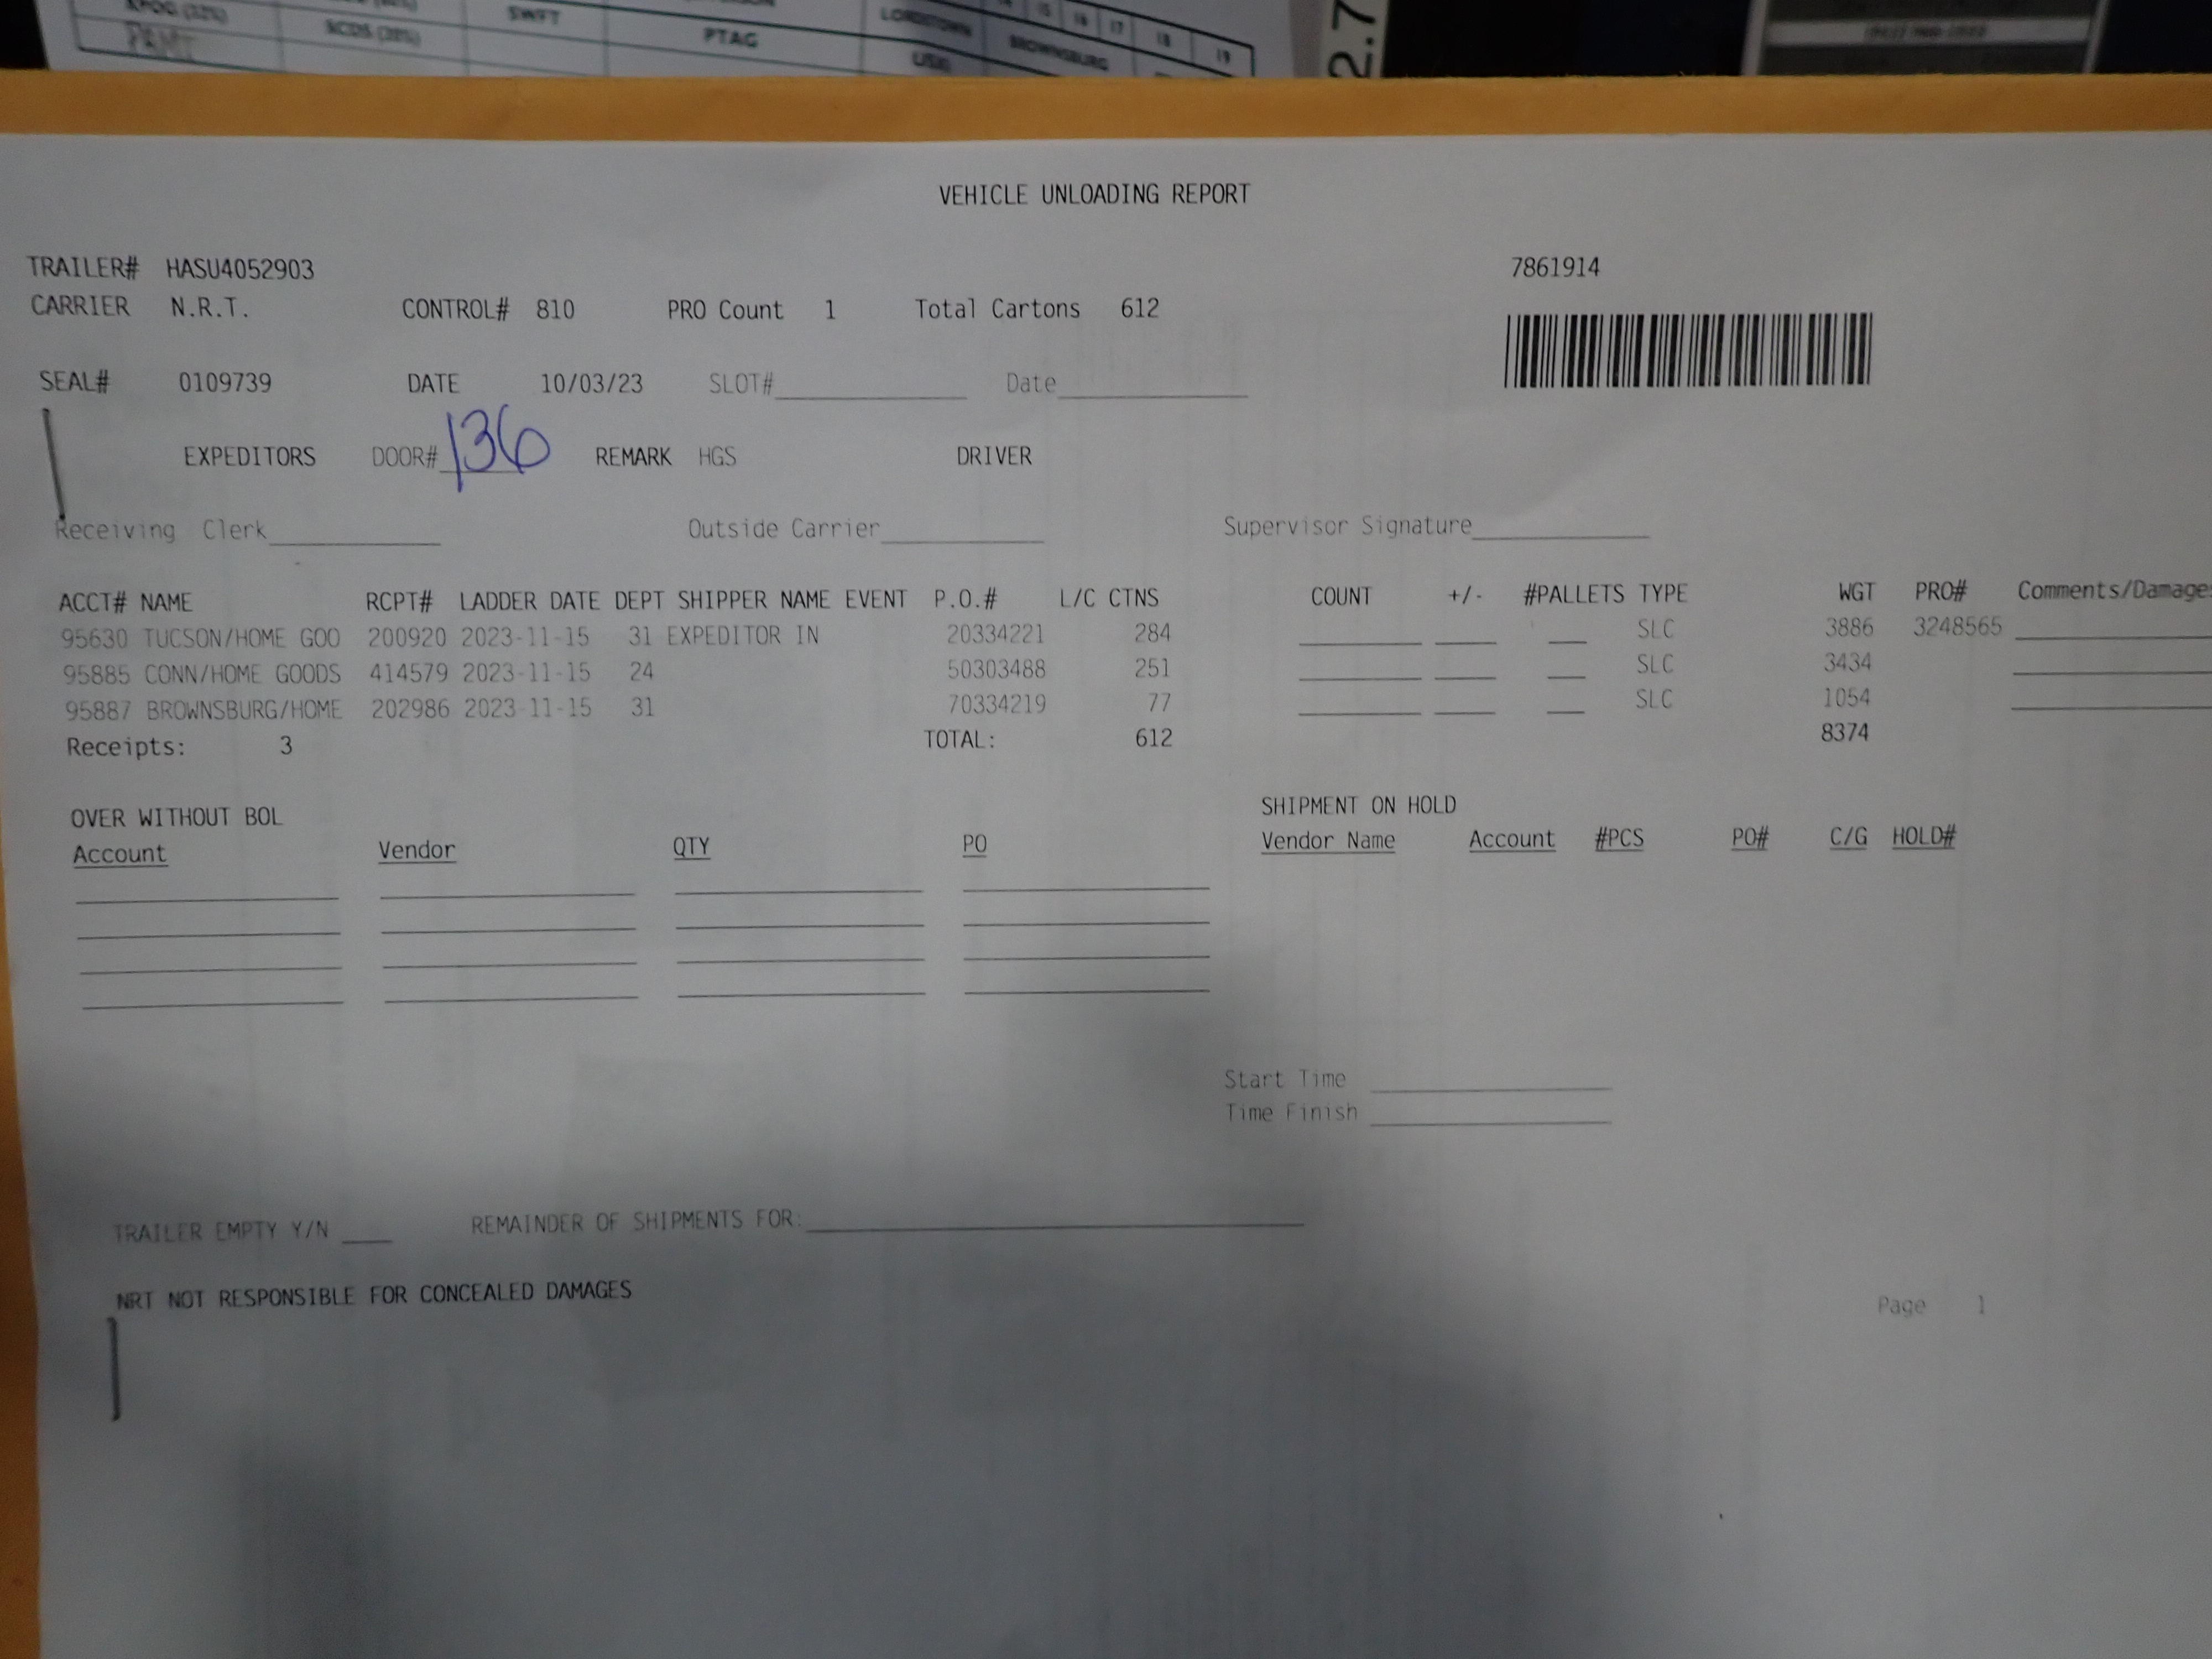 SCDS (28%) SWFT PTAG LORDSTOWN 15 16 17 18 19
USXI BROWNSBURG
2.7
VEHICLE UNLOADING REPORT
TRAILER# HASU4052903 7861914
CARRIER N.R.T. CONTROL# 810 PRO Count 1 Total Cartons 612
SEAL# 0109739 DATE 10/03/23 SLOT# Date
EXPEDITORS DOOR# 136 REMARK HGS DRIVER
Receiving Clerk Outside Carrier Supervisor Signature
ACCT# NAME RCPT# LADDER DATE DEPT SHIPPER NAME EVENT P.O.# L/C CTNS COUNT +/- #PALLETS TYPE WGT PRO# Comments/Damages
95630 TUCSON/HOME GOO 200920 2023-11-15 31 EXPEDITOR IN 20334221 284 SLC 3886 3248565
95885 CONN/HOME GOODS 414579 2023-11-15 24 50303488 251 SLC 3434
95887 BROWNSBURG/HOME 202986 2023-11-15 31 70334219 77 SLC 1054
Receipts: 3 TOTAL: 612 8374
OVER WITHOUT BOL SHIPMENT ON HOLD
Account Vendor QTY PO Vendor Name Account #PCS PO# C/G HOLD#
Start Time
Time Finish
TRAILER EMPTY Y/N REMAINDER OF SHIPMENTS FOR:
NRT NOT RESPONSIBLE FOR CONCEALED DAMAGES
Page 1